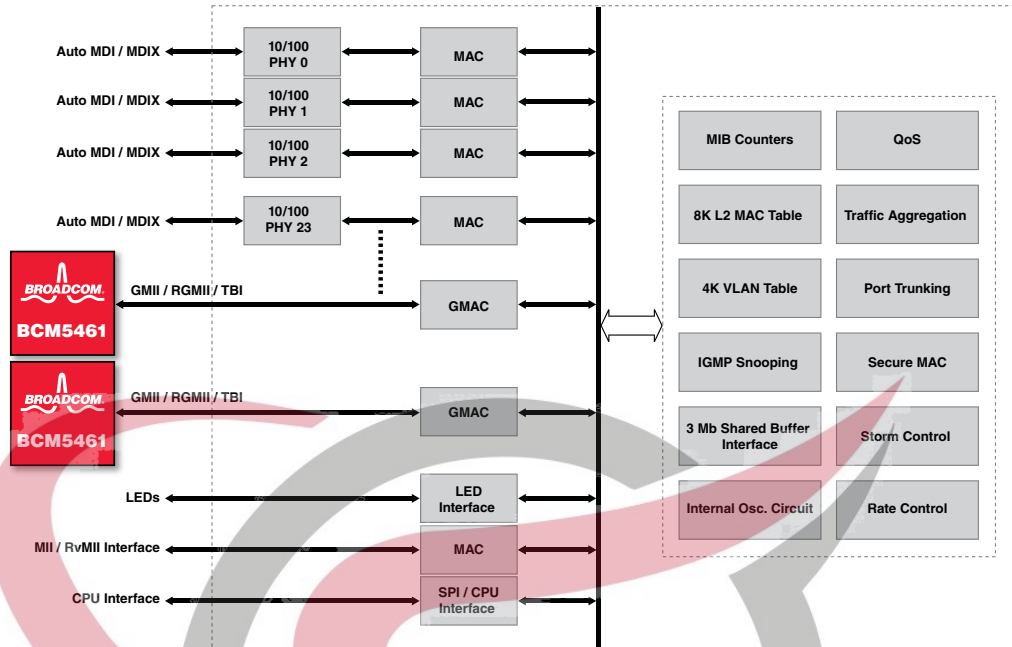 Auto MDI / MDIX
10/100
PHY 0
MAC
Auto MDI / MDIX
10/100
PHY 1
MAC
Auto MDI / MDIX
10/100
PHY 2
MAC
Auto MDI / MDIX
10/100
PHY 23
MAC
BROADCOM.
BCM5461
GMII / RGMII / TBI
GMAC
BROADCOM.
BCM5461
GMII / RGMII / TBI
GMAC
LEDs
LED
Interface
MII / RvMII Interface
MAC
CPU Interface
SPI / CPU
Interface
MIB Counters
QoS
8K L2 MAC Table
Traffic Aggregation
4K VLAN Table
Port Trunking
IGMP Snooping
Secure MAC
3 Mb Shared Buffer
Interface
Storm Control
Internal Osc. Circuit
Rate Control